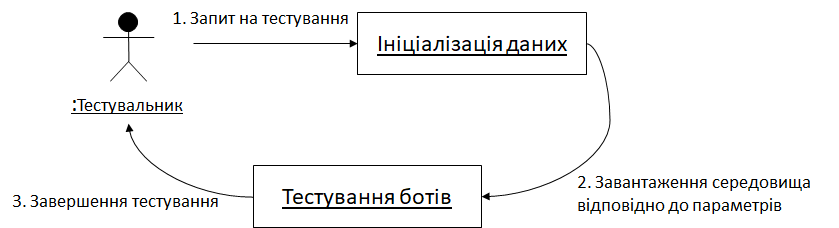 1. Запит на тестування
Ініціалізація даних
:Тестувальник
2. Завантаження середовища
відповідно до параметрів
Тестування ботів
3. Завершення тестування